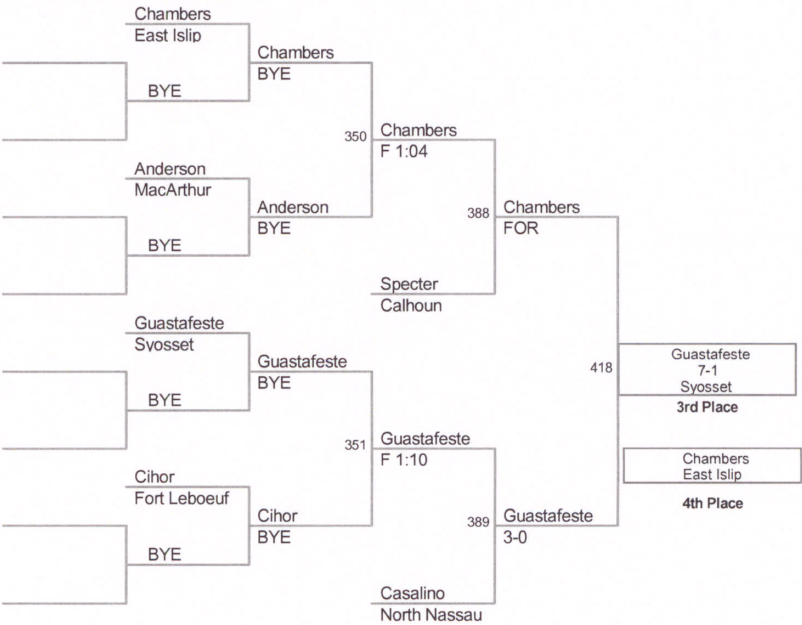 Chambers
East Islip
BYE
Chambers
BYE
350
Chambers
F 1:04
Anderson
MacArthur
BYE
Anderson
BYE
388
Chambers
FOR
Specter
Calhoun
Guastafeste
Syosset
BYE
Guastafeste
BYE
351
Guastafeste
F 1:10
Cihor
Fort Leboeuf
BYE
Cihor
BYE
389
Guastafeste
3-0
Casalino
North Nassau
418
Guastafeste
7-1
Syosset
3rd Place
Chambers
East Islip
4th Place